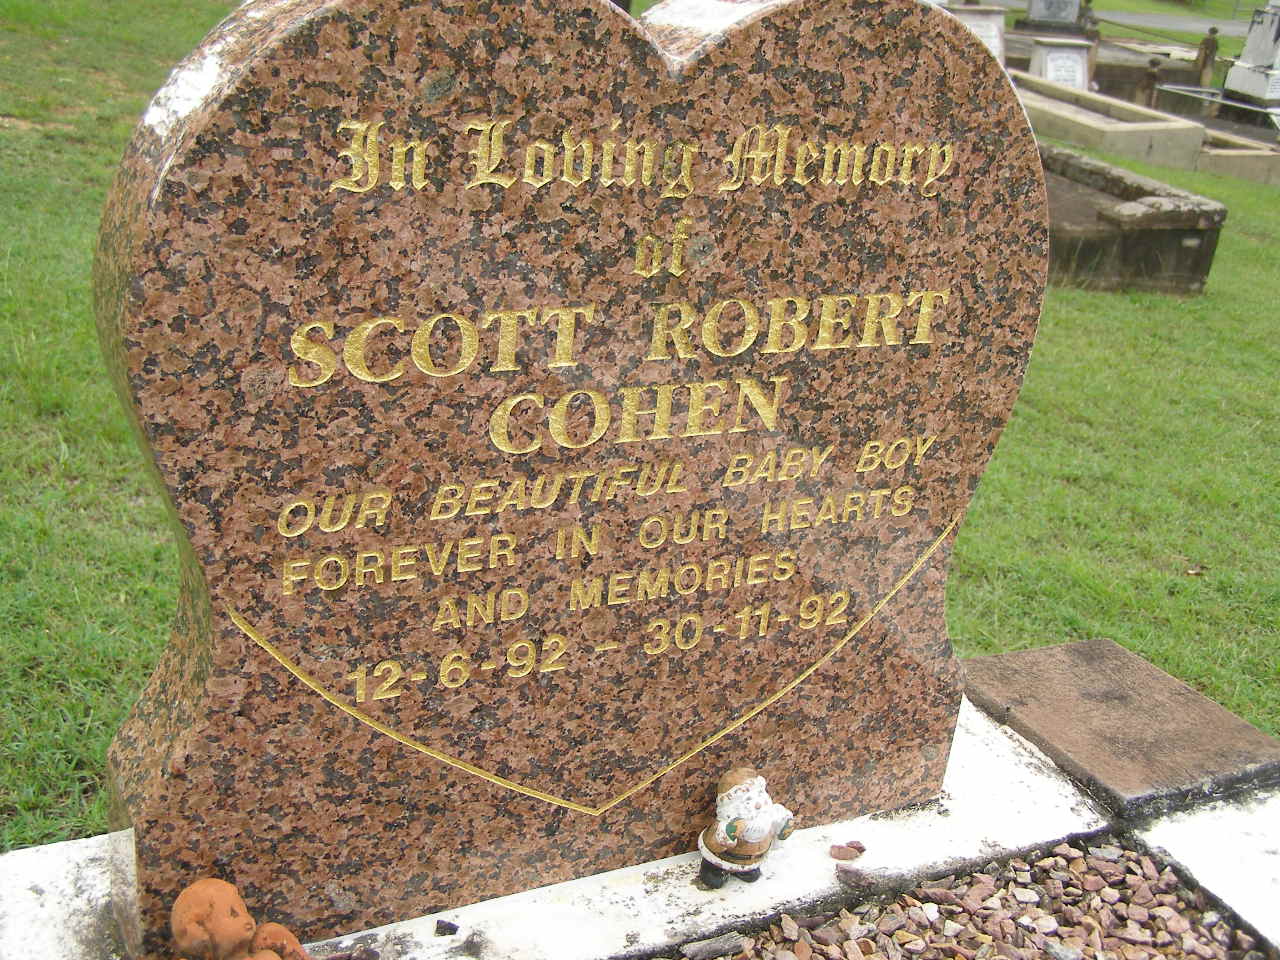 In Loving Memory
of
SCOTT ROBERT
COHEN
OUR BEAUTIFUL BABY BOY
FOREVER IN OUR HEARTS
AND MEMORIES
12-6-92 - 30-11-92